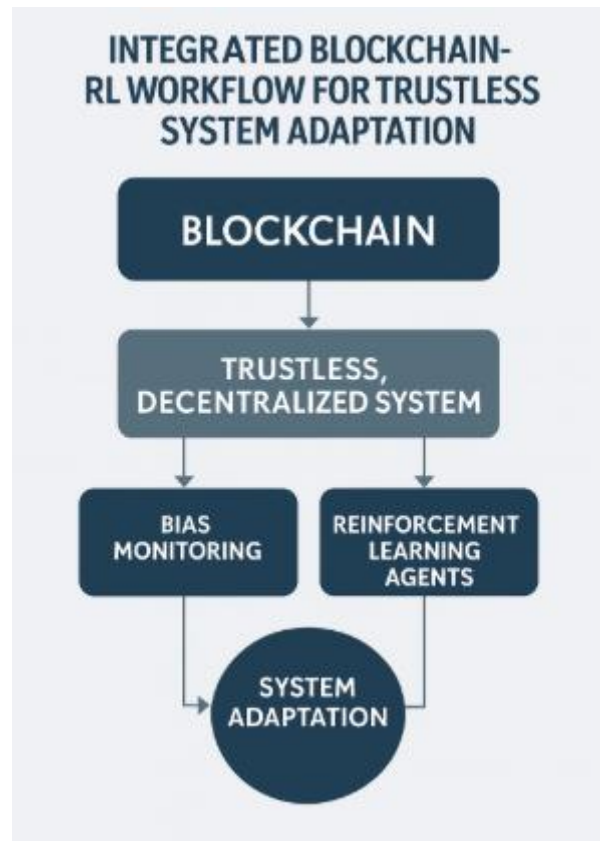 INTEGRATED BLOCKCHAIN-
RL WORKFLOW FOR TRUSTLESS
SYSTEM ADAPTATION
BLOCKCHAIN
TRUSTLESS,
DECENTRALIZED SYSTEM
BIAS
MONITORING
REINFORCEMENT
LEARNING
AGENTS
SYSTEM
ADAPTATION